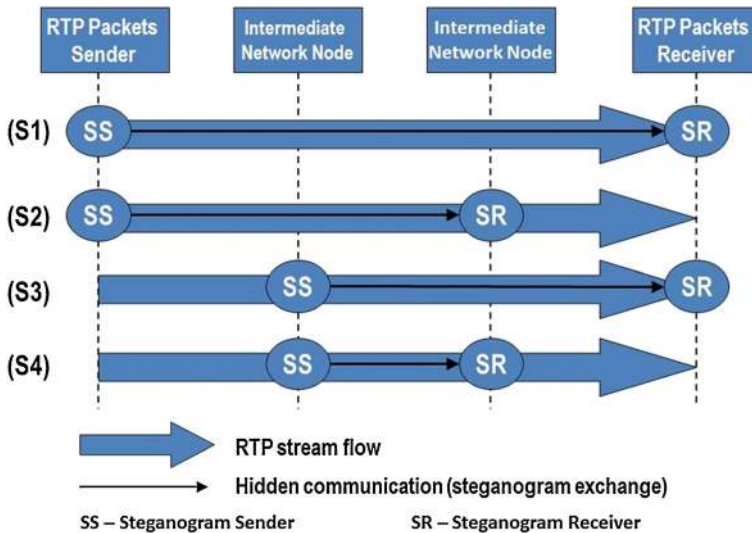 RTP Packets
Sender
Intermediate
Network Node
Intermediate
Network Node
RTP Packets
Receiver
(S1)
SS
SR
(S2)
SS
SR
(S3)
SS
SR
(S4)
SS
SR
RTP stream flow
Hidden communication (steganogram exchange)
SS – Steganogram Sender
SR – Steganogram Receiver